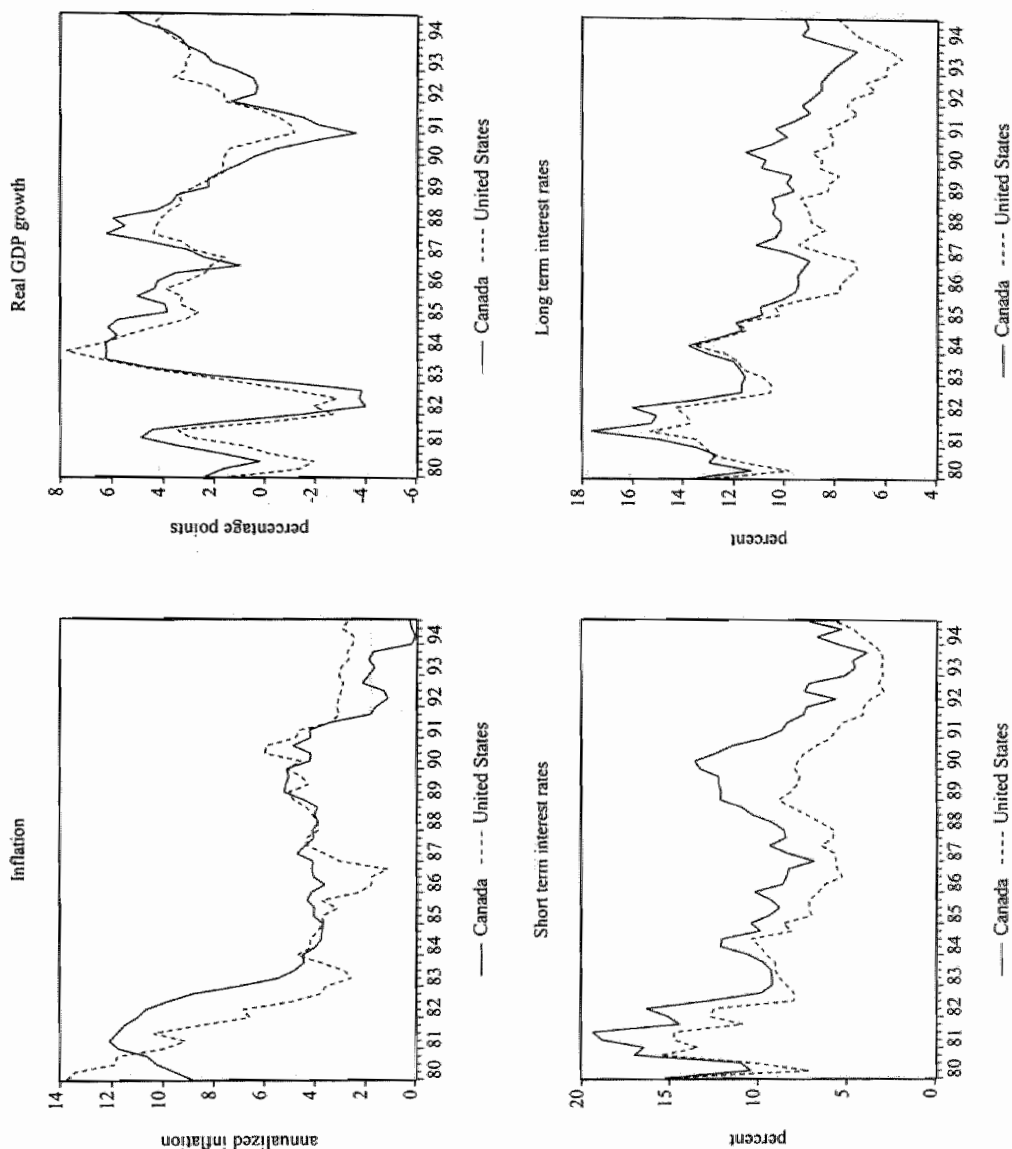 Inflation
annualized inflation
14
12
10
8
6
4
2
0
80 81 82 83 84 85 86 87 88 89 90 91 92 93 94
Canada United States
Real GDP growth
percentage points
8
6
4
2
0
-2
-4
-6
80 81 82 83 84 85 86 87 88 89 90 91 92 93 94
Canada United States
Short term interest rates
percent
20
15
10
5
0
80 81 82 83 84 85 86 87 88 89 90 91 92 93 94
Canada United States
Long term interest rates
percent
18
16
14
12
10
8
6
4
80 81 82 83 84 85 86 87 88 89 90 91 92 93 94
Canada United States